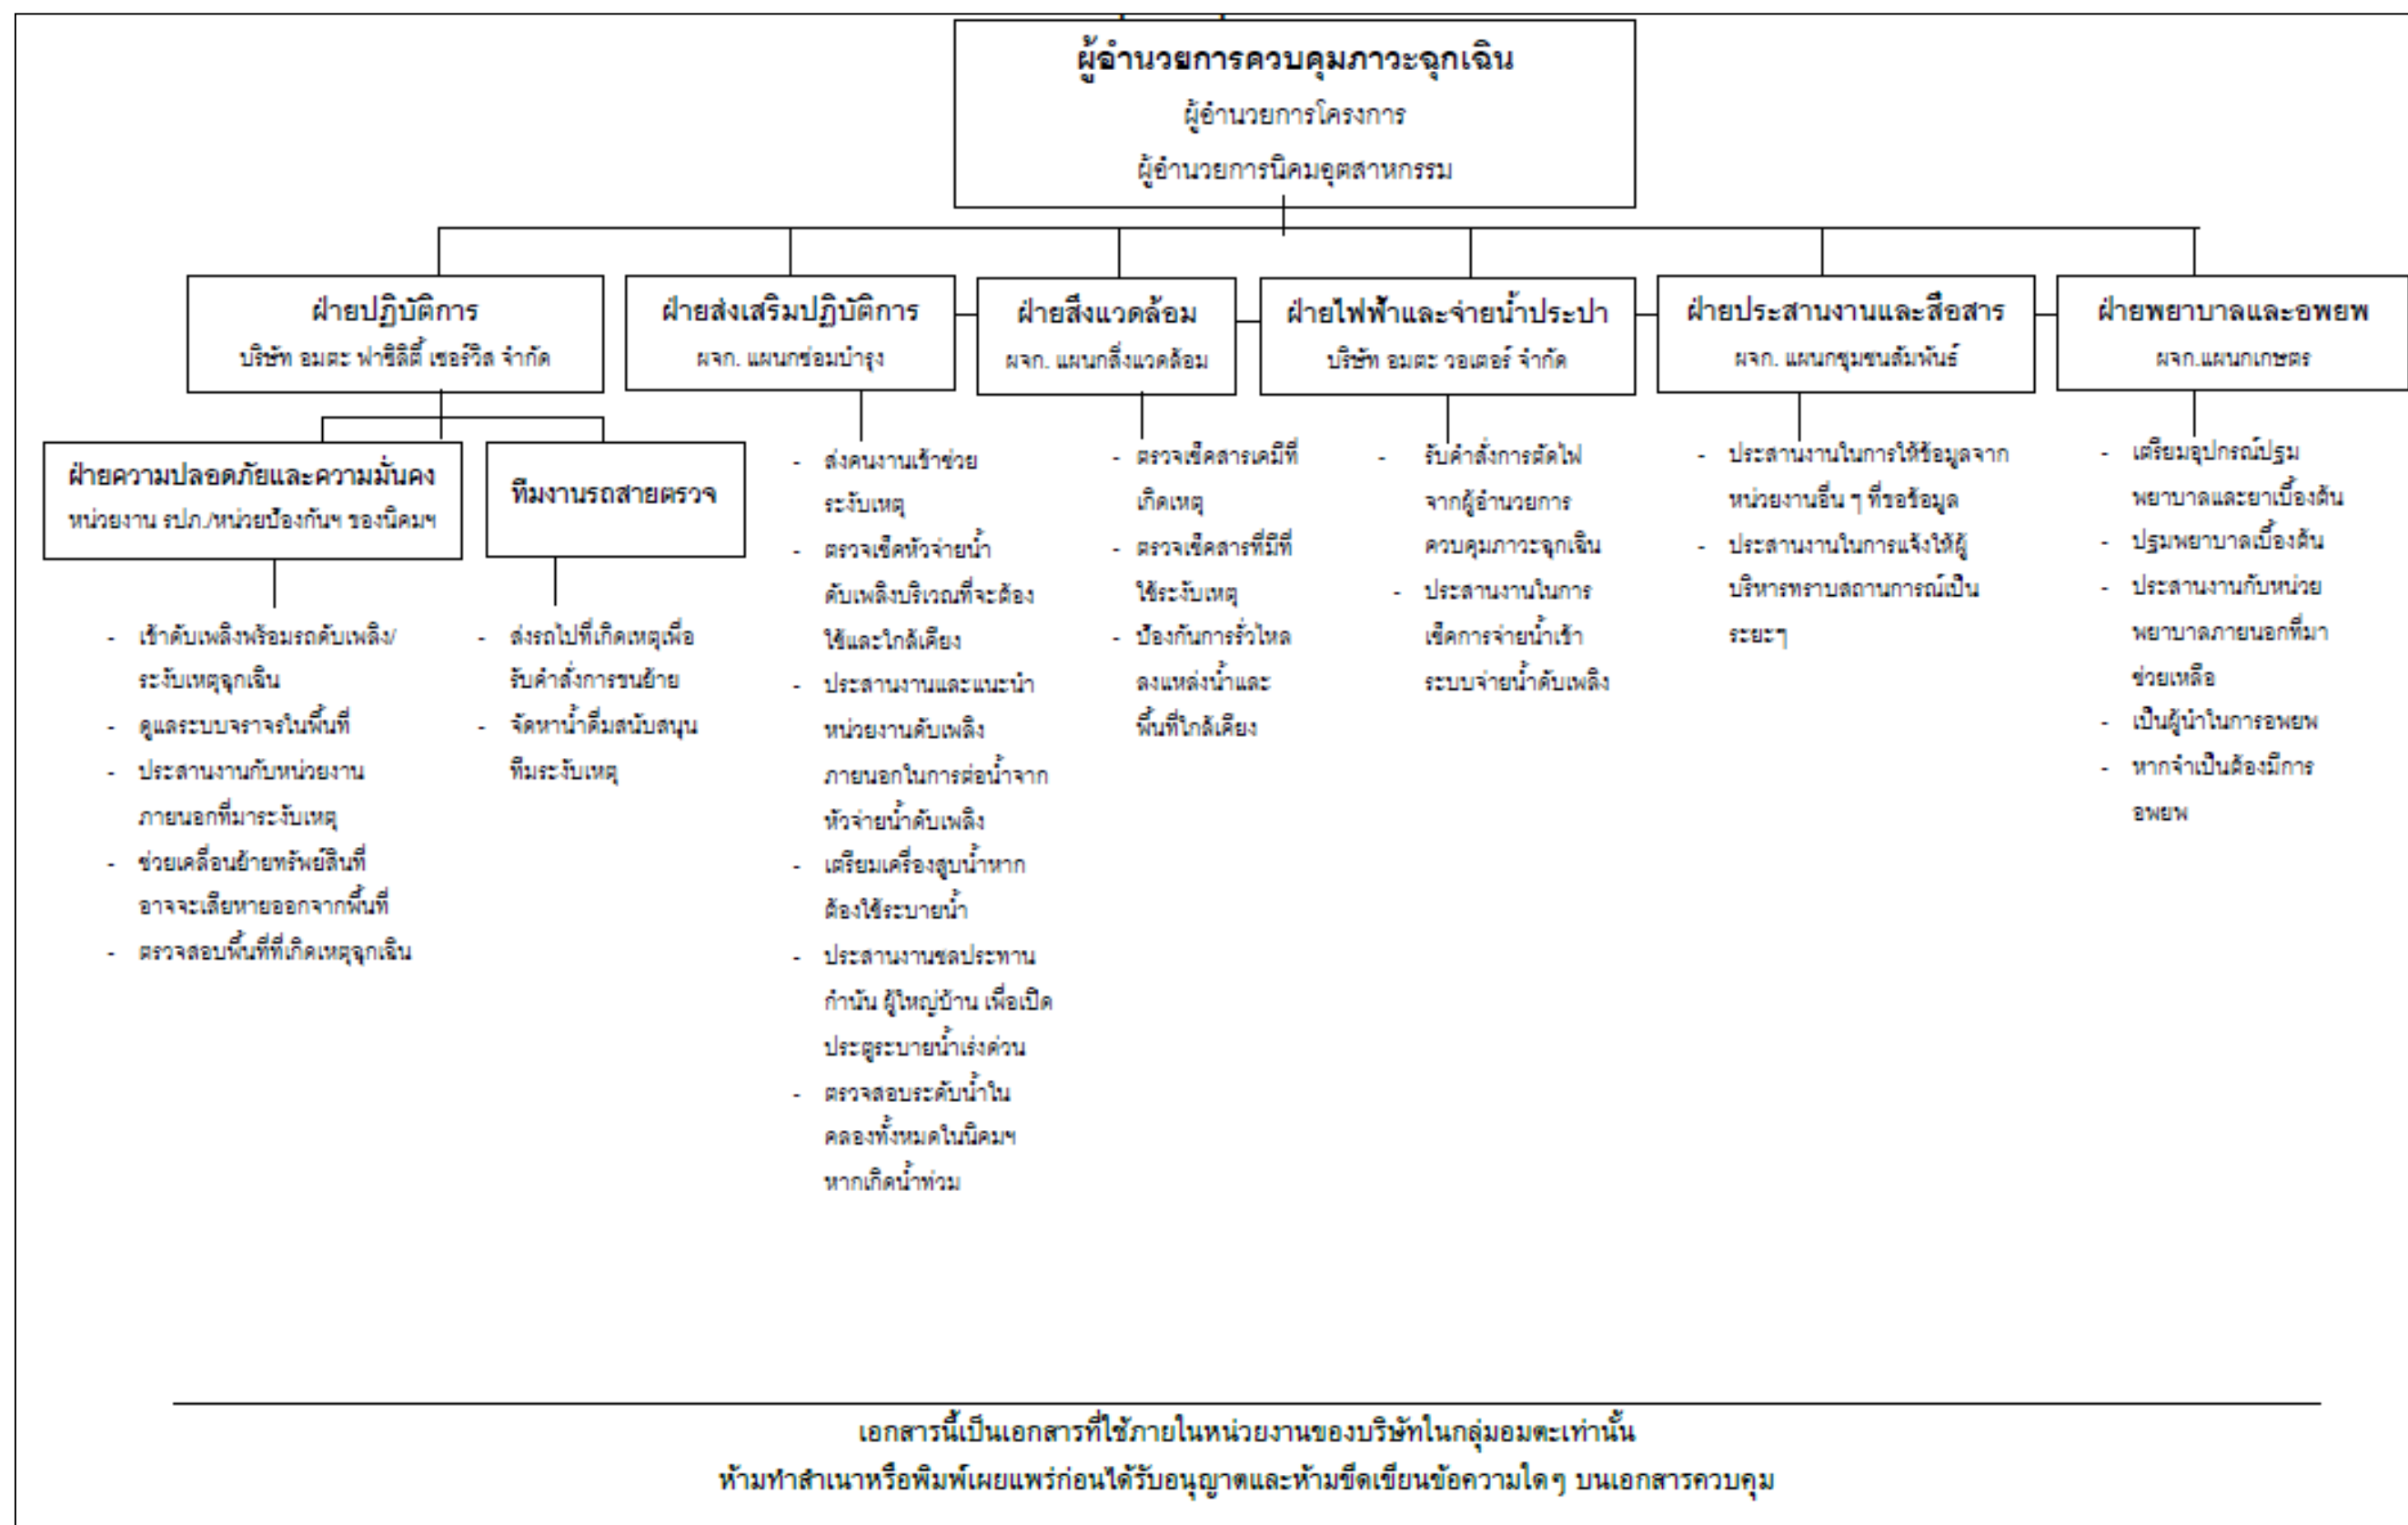 ผู้อำนวยการควบคุมภาวะฉุกเฉิน
ผู้อำนวยการโครงการ
ผู้อำนวยการนิคมอุตสาหกรรม
ฝ่ายปฏิบัติการ
บริษัท อมตะ ฟาซิลิตี้ เซอร์วิส จำกัด
ฝ่ายส่งเสริมปฏิบัติการ
ผจก. แผนกซ่อมบำรุง
ฝ่ายสิ่งแวดล้อม
ผจก. แผนกสิ่งแวดล้อม
ฝ่ายไฟฟ้าและจ่ายน้ำประปา
บริษัท อมตะ วอเตอร์ จำกัด
ฝ่ายประสานงานและสื่อสาร
ผจก. แผนกชุมชนสัมพันธ์
ฝ่ายพยาบาลและอพยพ
ผจก.แผนกเกษตร
ฝ่ายความปลอดภัยและความมั่นคง
หน่วยงาน รปภ./หน่วยป้องกันฯ ของนิคมฯ
ทีมงานรถสายตรวจ
- เข้าดับเพลิงพร้อมรถดับเพลิง/
ระงับเหตุฉุกเฉิน
- ดูแลระบบจราจรในพื้นที่
- ประสานงานกับหน่วยงาน
ภายนอกที่มาระงับเหตุ
- ช่วยเคลื่อนย้ายทรัพย์สินที่
อาจจะเสียหายออกจากพื้นที่
- ตรวจสอบพื้นที่ที่เกิดเหตุฉุกเฉิน
- ส่งรถไปที่เกิดเหตุเพื่อ
รับคำสั่งการขนย้าย
- จัดหาน้ำดื่มสนับสนุน
ทีมระงับเหตุ
- ส่งคนงานเข้าช่วย
ระงับเหตุ
- ตรวจเช็คหัวจ่ายน้ำ
ดับเพลิงบริเวณที่จะต้อง
ใช้และใกล้เคียง
- ประสานงานและแนะนำ
หน่วยงานดับเพลิง
ภายนอกในการต่อน้ำจาก
หัวจ่ายน้ำดับเพลิง
- เตรียมเครื่องสูบน้ำหาก
ต้องใช้ระบายน้ำ
- ประสานงานชลประทาน
กำนัน ผู้ใหญ่บ้าน เพื่อเปิด
ประตูระบายน้ำเร่งด่วน
- ตรวจสอบระดับน้ำใน
คลองทั้งหมดในนิคมฯ
หากเกิดน้ำท่วม
- ตรวจเช็คสารเคมีที่
เกิดเหตุ
- ตรวจเช็คสารที่มีที่
ใช้ระงับเหตุ
- ป้องกันการรั่วไหล
ลงแหล่งน้ำและ
พื้นที่ใกล้เคียง
- รับคำสั่งการตัดไฟ
จากผู้อำนวยการ
ควบคุมภาวะฉุกเฉิน
- ประสานงานในการ
เช็คการจ่ายน้ำเข้า
ระบบจ่ายน้ำดับเพลิง
- ประสานงานในการให้ข้อมูลจาก
หน่วยงานอื่น ๆ ที่ขอข้อมูล
- ประสานงานในการแจ้งให้ผู้
บริหารทราบสถานการณ์เป็น
ระยะๆ
- เตรียมอุปกรณ์ปฐม
พยาบาลและยาเบื้องต้น
- ปฐมพยาบาลเบื้องต้น
- ประสานงานกับหน่วย
พยาบาลภายนอกที่มา
ช่วยเหลือ
- เป็นผู้นำในการอพยพ
- หากจำเป็นต้องมีการ
อพยพ
เอกสารนี้เป็นเอกสารที่ใช้ภายในหน่วยงานของบริษัทในกลุ่มอมตะเท่านั้น
ห้ามทำสำเนาหรือพิมพ์เผยแพร่ก่อนได้รับอนุญาตและห้ามขีดเขียนข้อความใดๆ บนเอกสารควบคุม